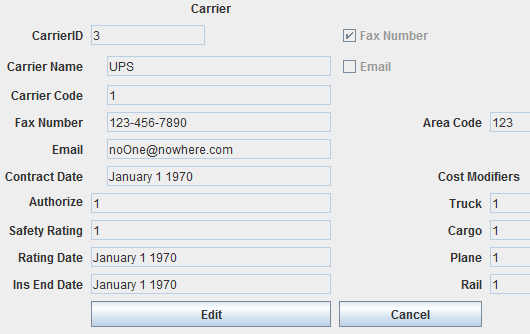 Carrier
CarrierID 3 Fax Number
Carrier Name UPS Email
Carrier Code 1
Fax Number 123-456-7890 Area Code 123
Email noOne@nowhere.com
Contract Date January 1 1970 Cost Modifiers
Authorize 1 Truck 1
Safety Rating 1 Cargo 1
Rating Date January 1 1970 Plane 1
Ins End Date January 1 1970 Rail 1
Edit Cancel